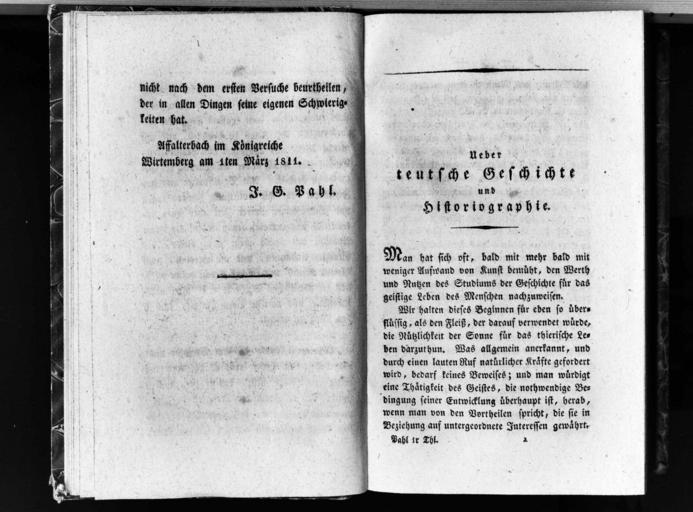 nicht nach dem ersten Versuche beurtheilen,
der in allen Dingen seine eigenen Schwierig-
keiten hat.
Affalterbach im Königreiche
Wirtemberg am 1ten März 1811.
J. G. Pahl.
Ueber
teutsche Geschichte
und
Historiographie.
Man hat sich oft, bald mit mehr bald mit
weniger Aufwand von Kunst bemüht, den Werth
und Nutzen des Studiums der Geschichte für das
geistige Leben des Menschen nachzuweisen.
Wir halten dieses Beginnen für eben so über-
flüssig, als den Fleiß, der darauf verwendet würde,
die Nützlichkeit der Sonne für das thierische Le-
ben darzuthun. Was allgemein anerkannt, und
durch einen lauten Ruf natürlicher Kräfte gefordert
wird, bedarf keines Beweises; und man würdigt
eine Thätigkeit des Geistes, die nothwendige Be-
dingung seiner Entwicklung überhaupt ist, herab,
wenn man von den Vortheilen spricht, die sie in
Beziehung auf untergeordnete Interessen gewährt.
Pahl 1r Thl. 2